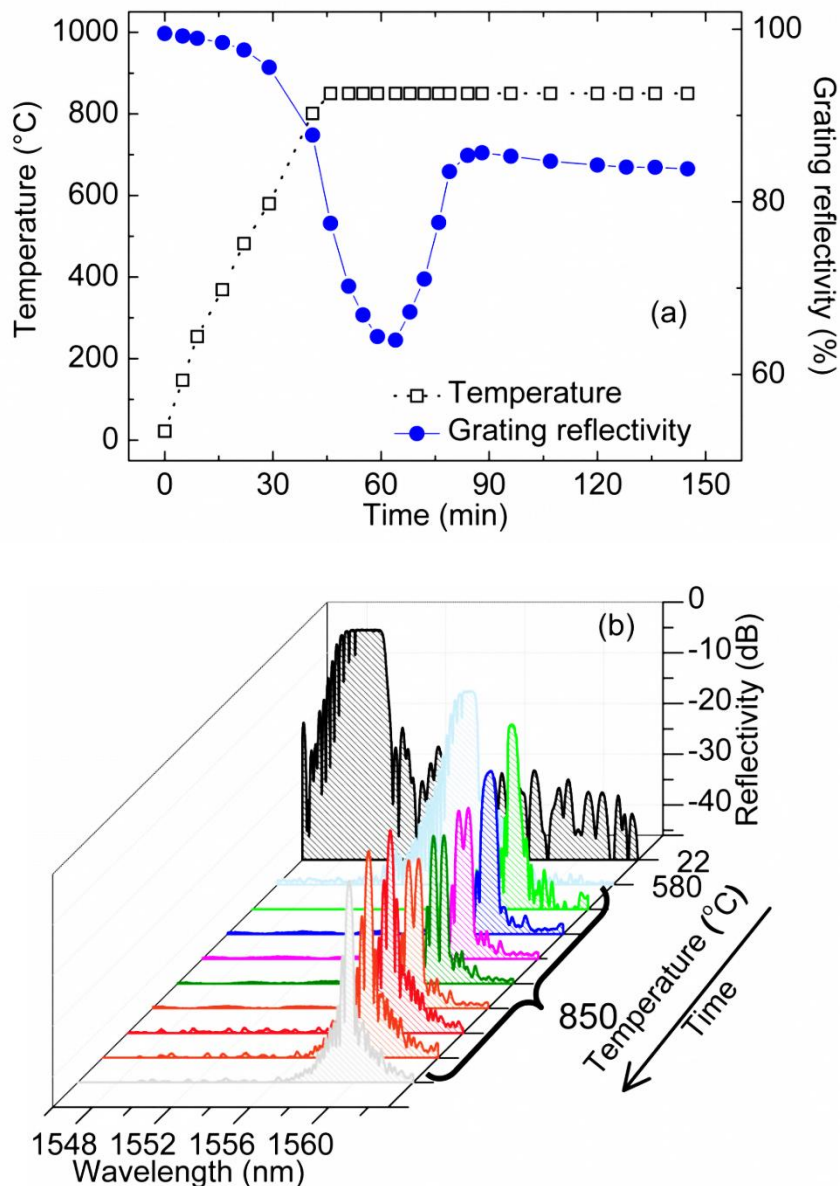 1000
800
600
400
200
0
Temperature (°C)
100
80
60
Grating reflectivity (%)
(a)
Temperature
Grating reflectivity
0 30 60 90 120 150
Time (min)
(b)
0
-10
-20
-30
-40
Reflectivity (dB)
22
580
850
Temperature (°C)
Time
1548 1552 1556 1560
Wavelength (nm)